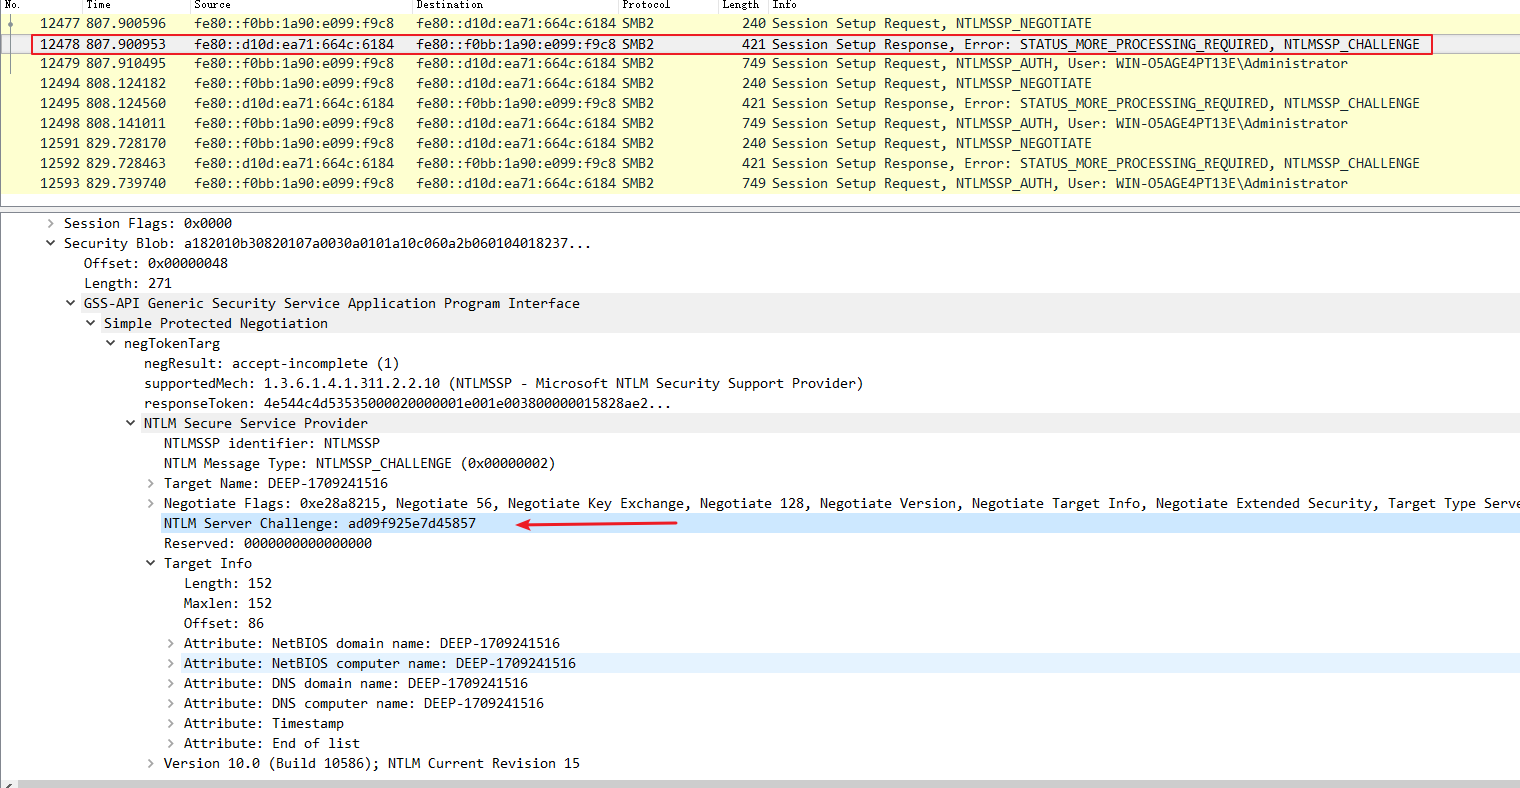 No. Time Source Destination Protocol Length Info
12477 807.900596 fe80::f0bb:1a90:e099:f9c8 fe80::d10d:ea71:664c:6184 SMB2 240 Session Setup Request, NTLMSSP_NEGOTIATE
12478 807.900953 fe80::d10d:ea71:664c:6184 fe80::f0bb:1a90:e099:f9c8 SMB2 421 Session Setup Response, Error: STATUS_MORE_PROCESSING_REQUIRED, NTLMSSP_CHALLENGE
12479 807.910495 fe80::f0bb:1a90:e099:f9c8 fe80::d10d:ea71:664c:6184 SMB2 749 Session Setup Request, NTLMSSP_AUTH, User: WIN-O5AGE4PT13E\Administrator
12494 808.124182 fe80::f0bb:1a90:e099:f9c8 fe80::d10d:ea71:664c:6184 SMB2 240 Session Setup Request, NTLMSSP_NEGOTIATE
12495 808.124560 fe80::d10d:ea71:664c:6184 fe80::f0bb:1a90:e099:f9c8 SMB2 421 Session Setup Response, Error: STATUS_MORE_PROCESSING_REQUIRED, NTLMSSP_CHALLENGE
12498 808.141011 fe80::f0bb:1a90:e099:f9c8 fe80::d10d:ea71:664c:6184 SMB2 749 Session Setup Request, NTLMSSP_AUTH, User: WIN-O5AGE4PT13E\Administrator
12591 829.728170 fe80::f0bb:1a90:e099:f9c8 fe80::d10d:ea71:664c:6184 SMB2 240 Session Setup Request, NTLMSSP_NEGOTIATE
12592 829.728463 fe80::d10d:ea71:664c:6184 fe80::f0bb:1a90:e099:f9c8 SMB2 421 Session Setup Response, Error: STATUS_MORE_PROCESSING_REQUIRED, NTLMSSP_CHALLENGE
12593 829.739740 fe80::f0bb:1a90:e099:f9c8 fe80::d10d:ea71:664c:6184 SMB2 749 Session Setup Request, NTLMSSP_AUTH, User: WIN-O5AGE4PT13E\Administrator
Session Flags: 0x0000
Security Blob: a182010b30820107a0030a0101a10c060a2b060104018237...
Offset: 0x00000048
Length: 271
GSS-API Generic Security Service Application Program Interface
Simple Protected Negotiation
negTokenTarg
negResult: accept-incomplete (1)
supportedMech: 1.3.6.1.4.1.311.2.2.10 (NTLMSSP - Microsoft NTLM Security Support Provider)
responseToken: 4e544c4d53535000020000001e001e003800000015828ae2...
NTLM Secure Service Provider
NTLMSSP identifier: NTLMSSP
NTLM Message Type: NTLMSSP_CHALLENGE (0x00000002)
Target Name: DEEP-1709241516
Negotiate Flags: 0xe28a8215, Negotiate 56, Negotiate Key Exchange, Negotiate 128, Negotiate Version, Negotiate Target Info, Negotiate Extended Security, Target Type Serve
NTLM Server Challenge: ad09f925e7d45857
Reserved: 0000000000000000
Target Info
Length: 152
Maxlen: 152
Offset: 86
Attribute: NetBIOS domain name: DEEP-1709241516
Attribute: NetBIOS computer name: DEEP-1709241516
Attribute: DNS domain name: DEEP-1709241516
Attribute: DNS computer name: DEEP-1709241516
Attribute: Timestamp
Attribute: End of list
Version 10.0 (Build 10586); NTLM Current Revision 15